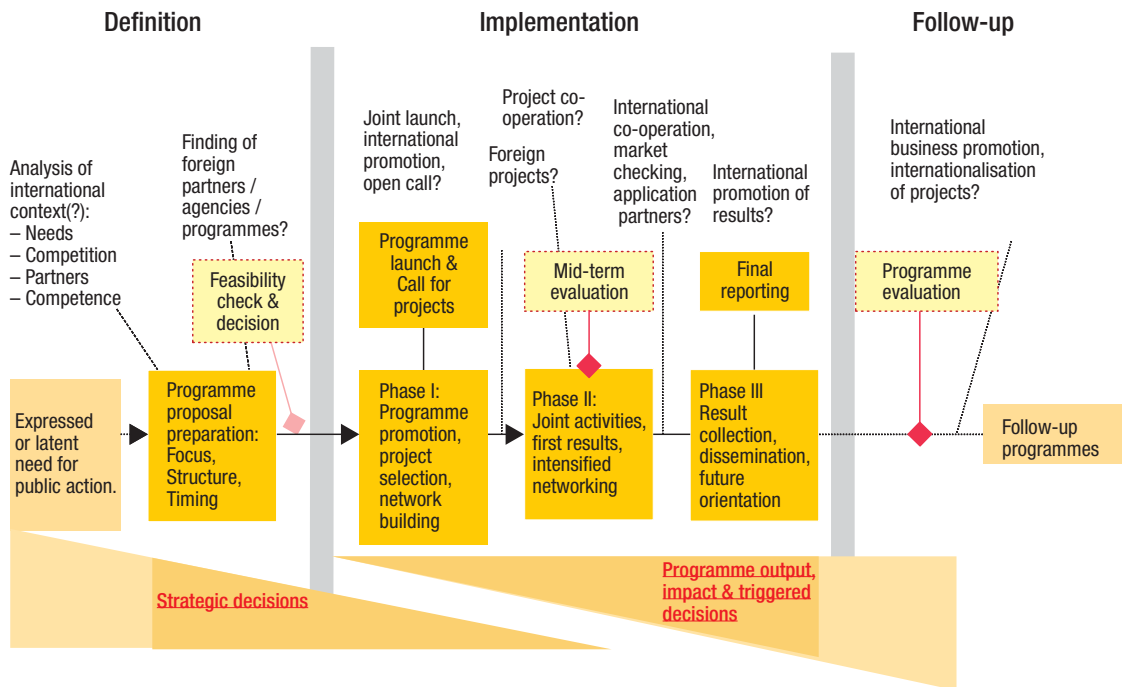 Definition
Implementation
Follow-up
Analysis of
international
context(?):
– Needs
– Competition
– Partners
– Competence
Finding of
foreign
partners /
agencies /
programmes?
Joint launch,
international
promotion,
open call?
Project co-
operation?
Foreign
projects?
International
co-operation,
market
checking,
application
partners?
International
promotion of
results?
International
business promotion,
internationalisation
of projects?
Feasibility
check &
decision
Programme
launch &
Call for
projects
Mid-term
evaluation
Final
reporting
Programme
evaluation
Expressed
or latent
need for
public action.
Programme
proposal
preparation:
Focus,
Structure,
Timing
Phase I:
Programme
promotion,
project
selection,
network
building
Phase II:
Joint activities,
first results,
intensified
networking
Phase III
Result
collection,
dissemination,
future
orientation
Follow-up
programmes
Strategic decisions
Programme output,
impact & triggered
decisions